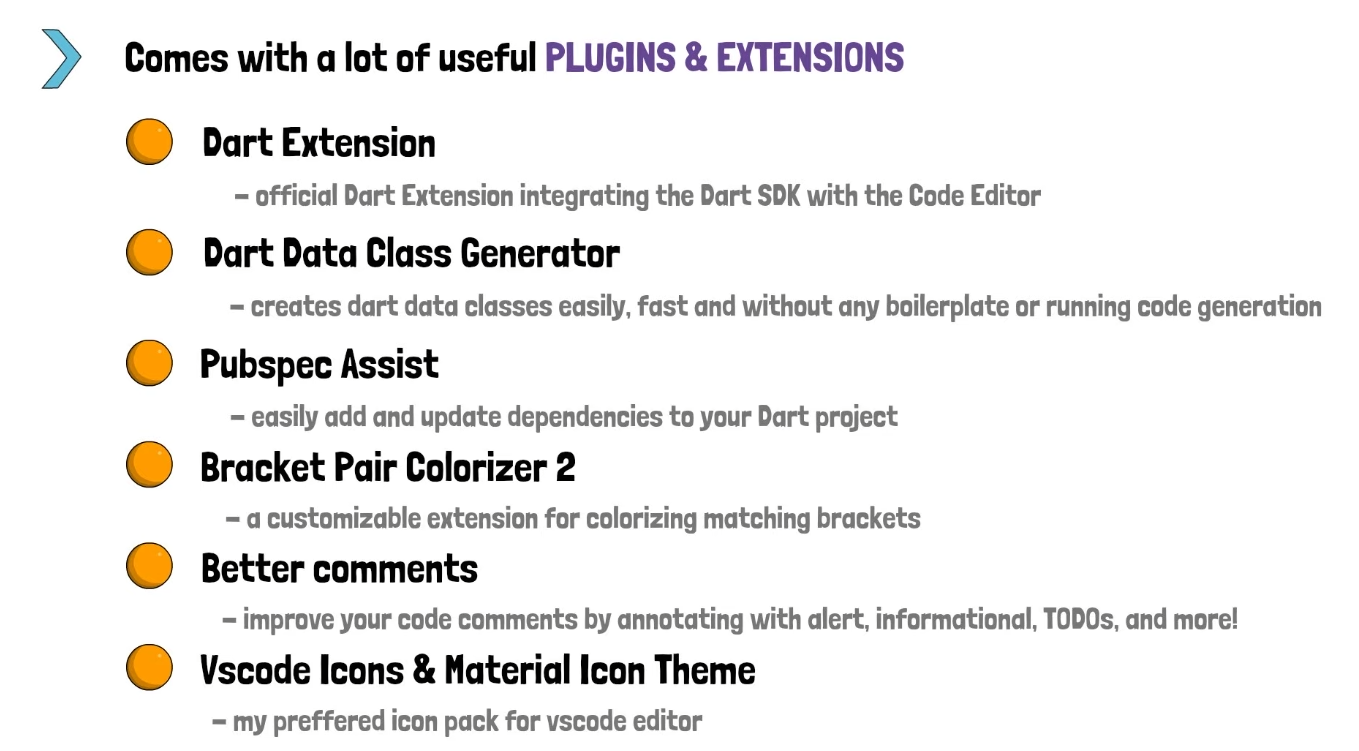 Comes with a lot of useful PLUGINS & EXTENSIONS
Dart Extension
– official Dart Extension integrating the Dart SDK with the Code Editor
Dart Data Class Generator
– creates dart data classes easily, fast and without any boilerplate or running code generation
Pubspec Assist
– easily add and update dependencies to your Dart project
Bracket Pair Colorizer 2
– a customizable extension for colorizing matching brackets
Better comments
– improve your code comments by annotating with alert, informational, TODOs, and more!
Vscode Icons & Material Icon Theme
– my preffered icon pack for vscode editor